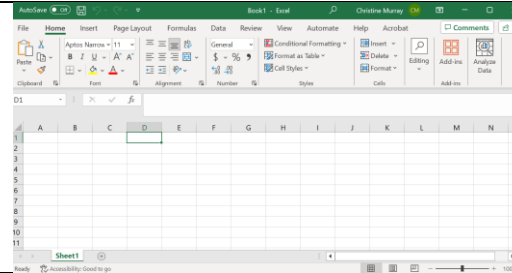 AutoSave Off Book1 - Excel Christine Murray CM
File Home Insert Page Layout Formulas Data Review View Automate Help Acrobat Comments
Aptos Narrow 11 General Conditional Formatting Insert
Paste B I U A A $ % 9 Format as Table Delete Editing Add-ins Analyze
Cell Styles Format Data
Clipboard Font Alignment Number Styles Cells Add-ins
D1 fx
A B C D E F G H I J K L M N
1
2
3
4
5
6
7
8
9
10
11
Sheet1
Ready Accessibility: Good to go 100